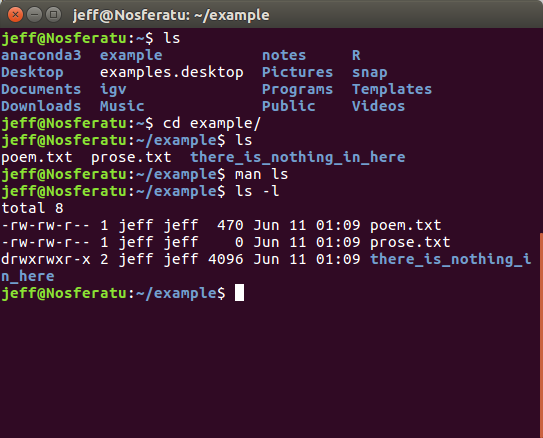 jeff@Nosferatu: ~/example
jeff@Nosferatu:~$ ls
anaconda3  example           notes     R
Desktop    examples.desktop  Pictures  snap
Documents  igv               Programs  Templates
Downloads  Music             Public    Videos
jeff@Nosferatu:~$ cd example/
jeff@Nosferatu:~/example$ ls
poem.txt  prose.txt  there_is_nothing_in_here
jeff@Nosferatu:~/example$ man ls
jeff@Nosferatu:~/example$ ls -l
total 8
-rw-rw-r-- 1 jeff jeff  470 Jun 11 01:09 poem.txt
-rw-rw-r-- 1 jeff jeff    0 Jun 11 01:09 prose.txt
drwxrwxr-x 2 jeff jeff 4096 Jun 11 01:09 there_is_nothing_i
n_here
jeff@Nosferatu:~/example$